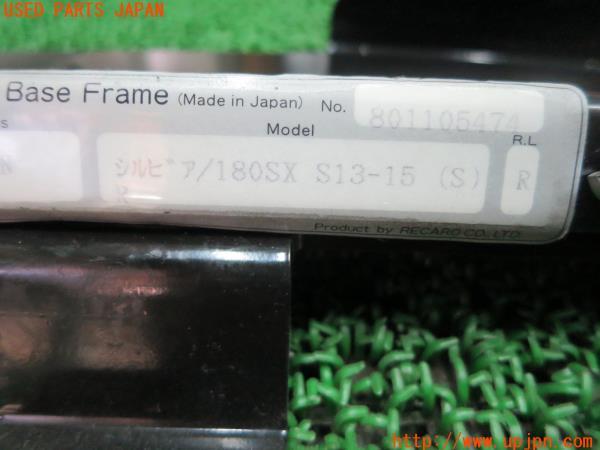 USED PARTS JAPAN
Base Frame (Made in Japan) No. 801105474
s Model R.L
N ｼﾙﾋﾞｱ/180SX S13-15 (S) R
R
Product by RECARO CO., LTD.
http://www.upjpn.com